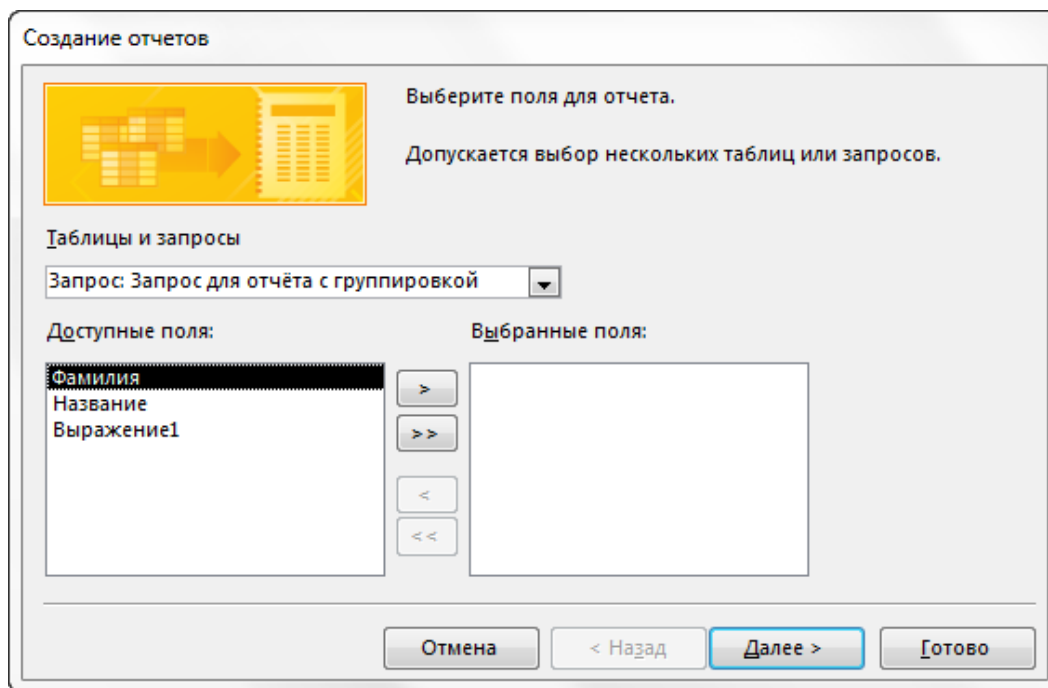 Создание отчетов
Выберите поля для отчета.
Допускается выбор нескольких таблиц или запросов.
Таблицы и запросы
Запрос: Запрос для отчёта с группировкой
Доступные поля:
Выбранные поля:
Фамилия
Название
Выражение1
>
>>
<
<<
Отмена
< Назад
Далее >
Готово